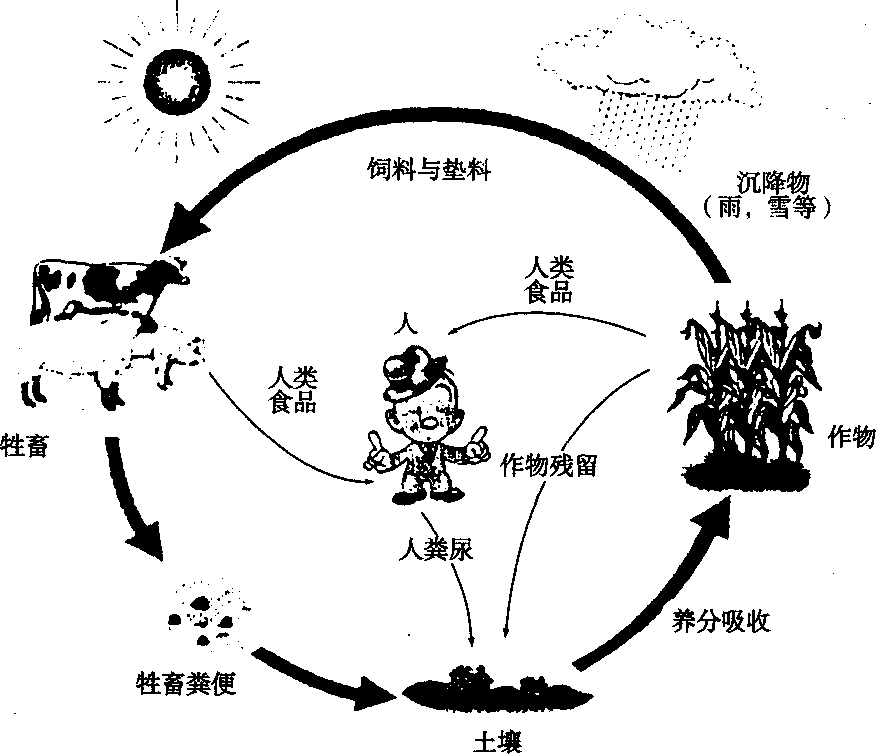 饲料与垫料
沉降物
（雨，雪等）
人类
食品
人
人类
食品
牲畜
作物残留
作物
人粪尿
养分吸收
牲畜粪便
土壤